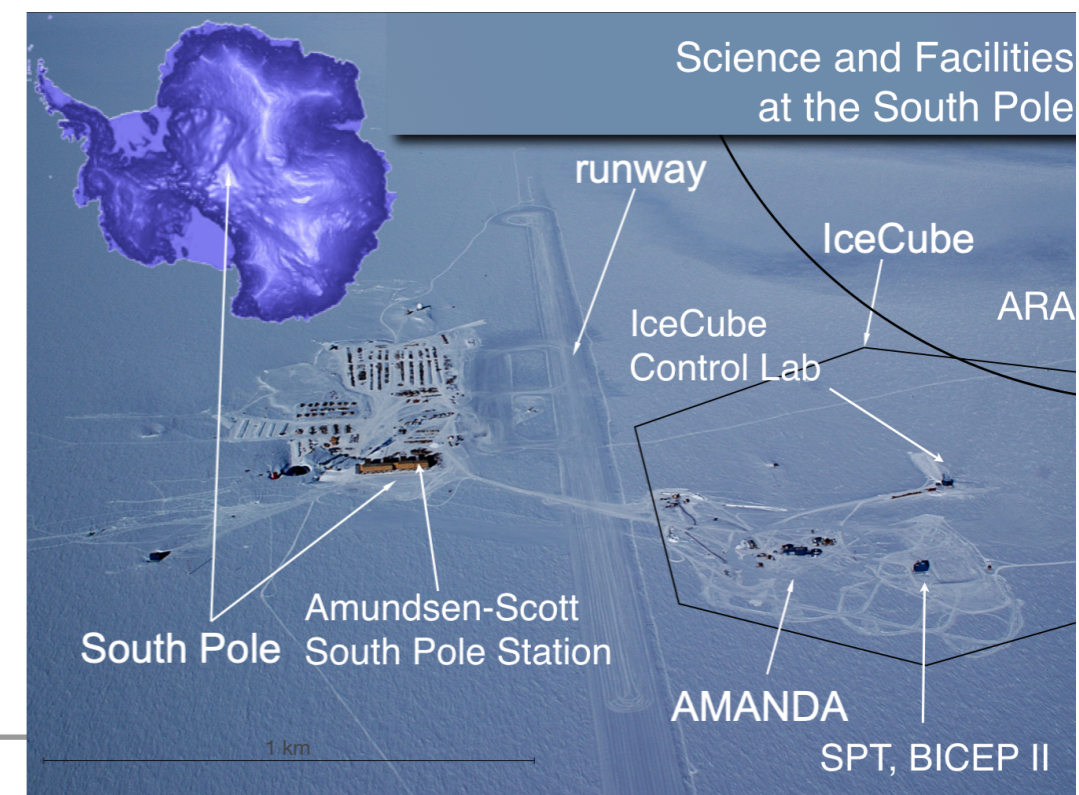 Science and Facilities
at the South Pole
runway
IceCube
ARA
IceCube
Control Lab
Amundsen-Scott
South Pole Station
South Pole
AMANDA
1 km
SPT, BICEP II